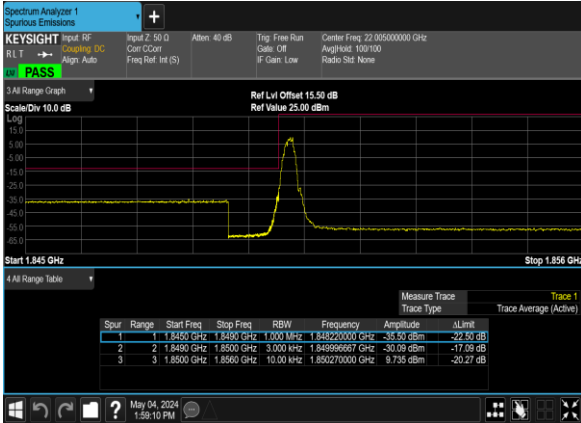 Spectrum Analyzer 1
Spurious Emissions
KEYSIGHT Input: RF Input Z: 50 Ω Atten: 40 dB Trig: Free Run Center Freq: 22.005000000 GHz
RLT Coupling: DC Corr CCorr Gate: Off Avg|Hold: 100/100
Align: Auto Freq Ref: Int (S) IF Gain: Low Radio Std: None
LW PASS
3 All Range Graph
Ref Lvl Offset 15.50 dB
Scale/Div 10.0 dB Ref Value 25.00 dBm
Log
15.0
5.00
-5.00
-15.0
-25.0
-35.0
-45.0
-55.0
-65.0
Start 1.845 GHz Stop 1.856 GHz
4 All Range Table
Measure Trace Trace 1
Trace Type Trace Average (Active)
Spur Range Start Freq Stop Freq RBW Frequency Amplitude ΔLimit
1 1 1.8450 GHz 1.8490 GHz 1.000 MHz 1.848220000 GHz -35.50 dBm -22.50 dB
2 2 1.8490 GHz 1.8500 GHz 3.000 kHz 1.849996667 GHz -30.09 dBm -17.09 dB
3 3 1.8500 GHz 1.8560 GHz 10.00 kHz 1.850270000 GHz 9.735 dBm -20.27 dB
? May 04, 2024
1:59:10 PM